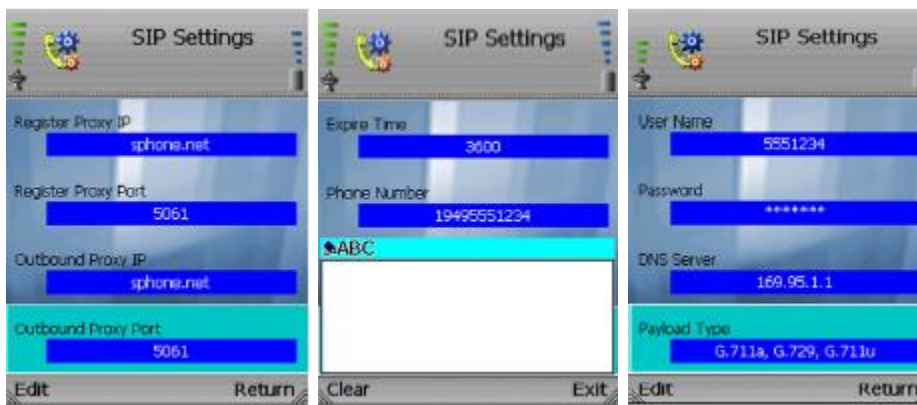 SIP Settings
Register Proxy IP
sphone.net
Register Proxy Port
5061
Outbound Proxy IP
sphone.net
Outbound Proxy Port
5061
Edit Return
SIP Settings
Expire Time
3600
Phone Number
19495551234
ABC
Clear Exit
SIP Settings
User Name
5551234
Password
*******
DNS Server
169.95.1.1
Payload Type
G.711a, G.729, G.711u
Edit Return